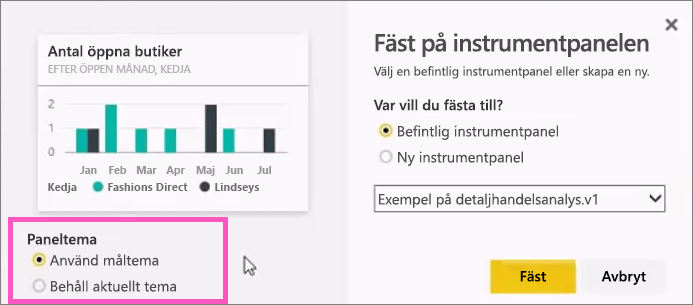 Antal öppna butiker
EFTER ÖPPEN MÅNAD, KEDJA
2
1
0
Jan Feb Mar Apr Maj Jun Jul
Kedja Fashions Direct Lindseys
Paneltema
Använd måltema
Behåll aktuellt tema
Fäst på instrumentpanelen
Välj en befintlig instrumentpanel eller skapa en ny.
Var vill du fästa till?
Befintlig instrumentpanel
Ny instrumentpanel
Exempel på detaljhandelsanalys.v1
Fäst Avbryt